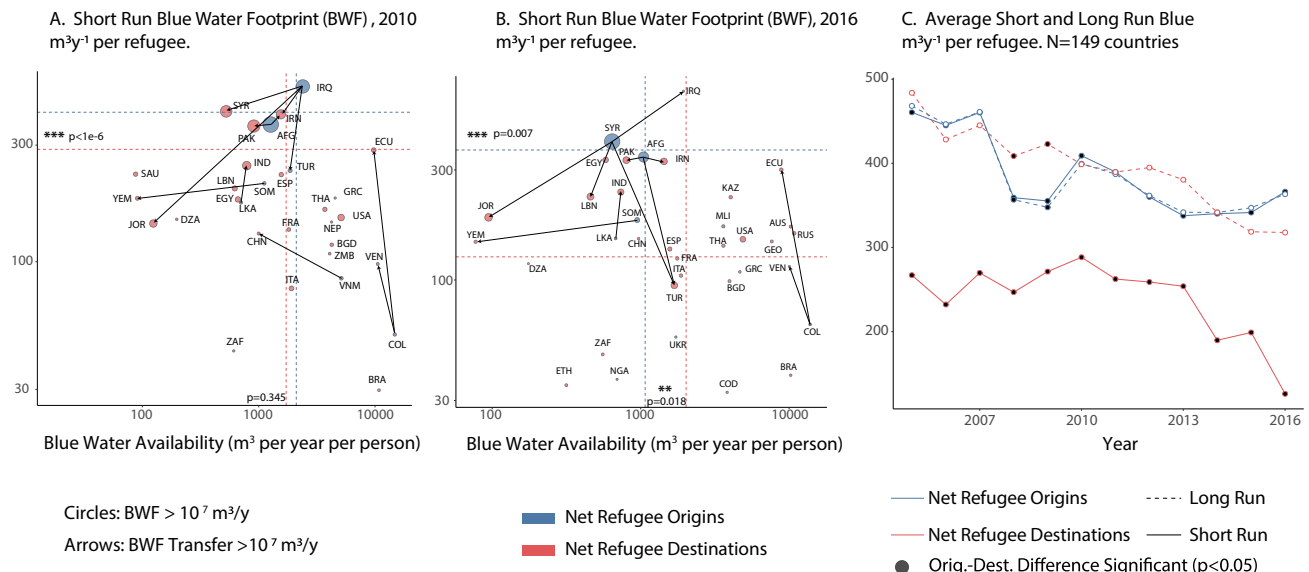 A. Short Run Blue Water Footprint (BWF) , 2010
m³y⁻¹ per refugee.
IRQ
SYR
IRN
PAK
AFG
*** p<1e-6
300
ECU
SAU
IND
TUR
LBN
ESP
YEM
EGY
LKA
SOM
THA
GRC
JOR
DZA
USA
FRA
NEP
CHN
BGD
100
ZMB
VEN
ITA
VNM
ZAF
COL
BRA
30
p=0.345
100
1000
10000
Blue Water Availability (m³ per year per person)
B. Short Run Blue Water Footprint (BWF), 2016
m³y⁻¹ per refugee.
IRQ
SYR
*** p=0.007
PAK
AFG
EGY
IRN
ECU
300
IND
KAZ
LBN
JOR
SOM
MLI
AUS
YEM
LKA
CHN
USA
RUS
ESP
THA
GEO
DZA
FRA
ITA
GRC
VEN
100
TUR
BGD
COL
UKR
ZAF
ETH
NGA
BRA
COD
**
30
p=0.018
100
1000
10000
Blue Water Availability (m³ per year per person)
C. Average Short and Long Run Blue
m³y⁻¹ per refugee. N=149 countries
500
400
300
200
2007
2010
2013
2016
Year
Circles: BWF > 10⁷ m³/y
Arrows: BWF Transfer >10⁷ m³/y
Net Refugee Origins
Net Refugee Destinations
Net Refugee Origins
Long Run
Net Refugee Destinations
Short Run
Orig.-Dest. Difference Significant (p<0.05)